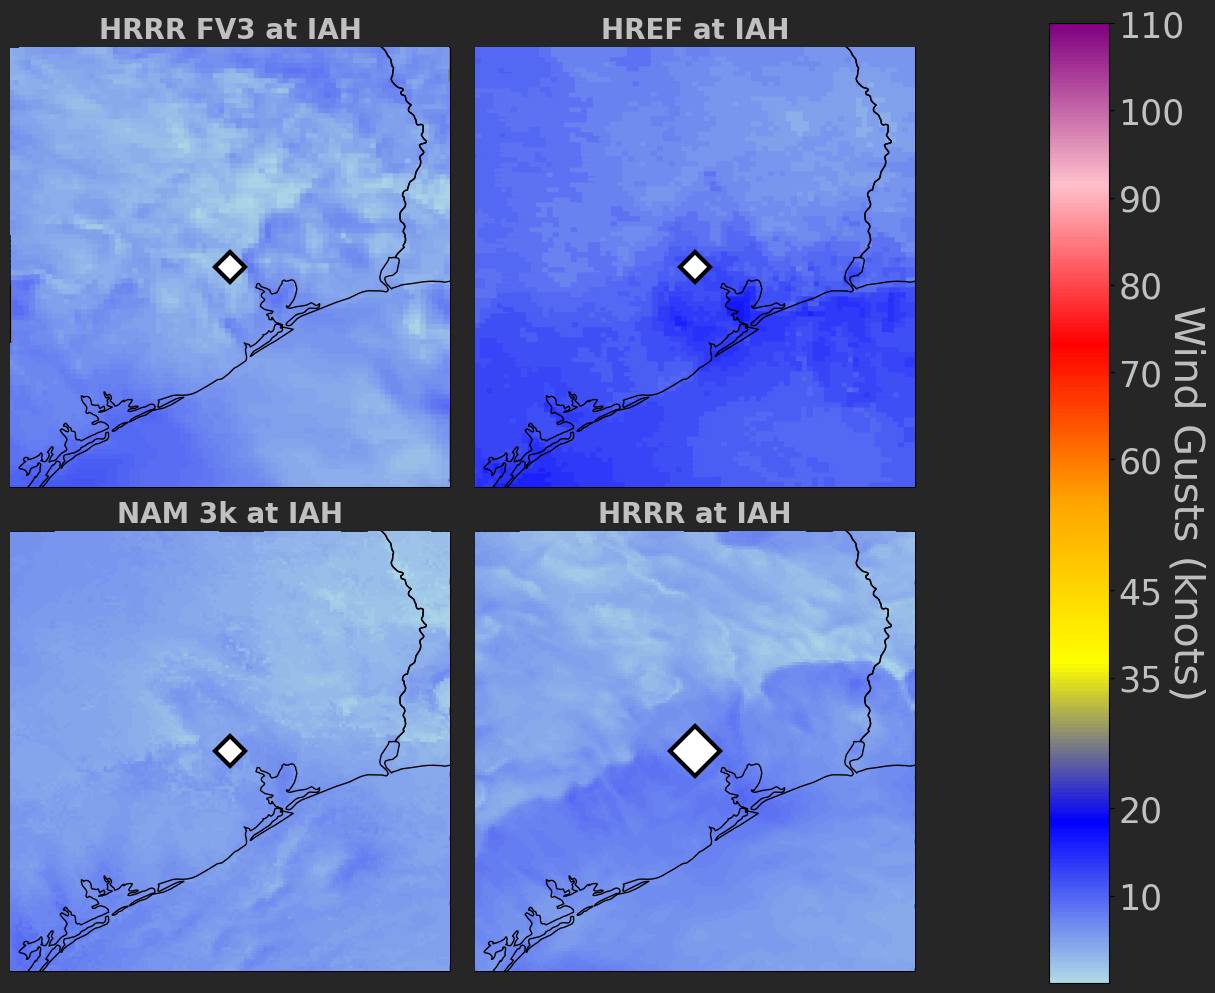 HRRR FV3 at IAH
HREF at IAH
NAM 3k at IAH
HRRR at IAH
110
100
90
80
70
60
45
35
20
10
Wind Gusts (knots)